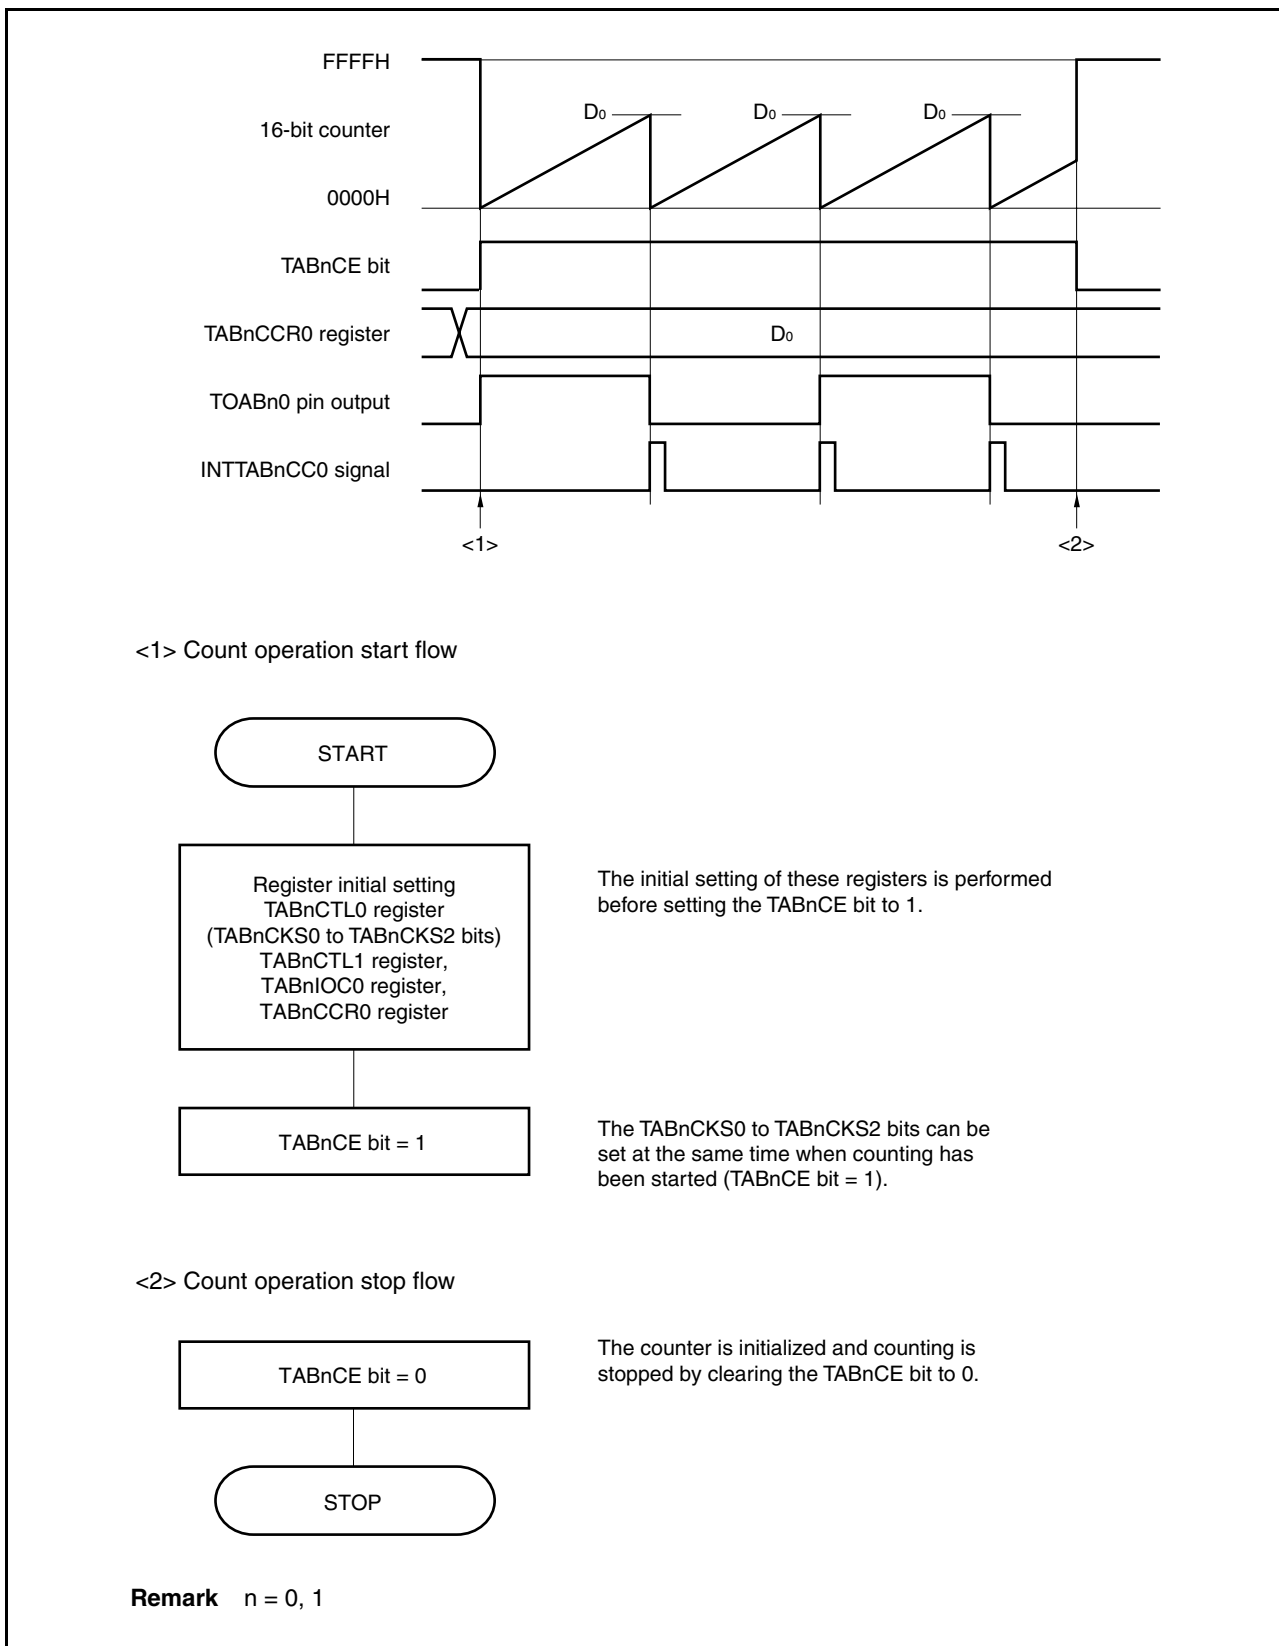 FFFFH
D0 D0 D0
16-bit counter
0000H
TABnCE bit
TABnCCR0 register
D0
TOABn0 pin output
INTTABnCC0 signal
<1> <2>
<1> Count operation start flow
START
Register initial setting
TABnCTL0 register
(TABnCKS0 to TABnCKS2 bits)
TABnCTL1 register,
TABnIOC0 register,
TABnCCR0 register
The initial setting of these registers is performed
before setting the TABnCE bit to 1.
TABnCE bit = 1
The TABnCKS0 to TABnCKS2 bits can be
set at the same time when counting has
been started (TABnCE bit = 1).
<2> Count operation stop flow
TABnCE bit = 0
The counter is initialized and counting is
stopped by clearing the TABnCE bit to 0.
STOP
Remark n = 0, 1